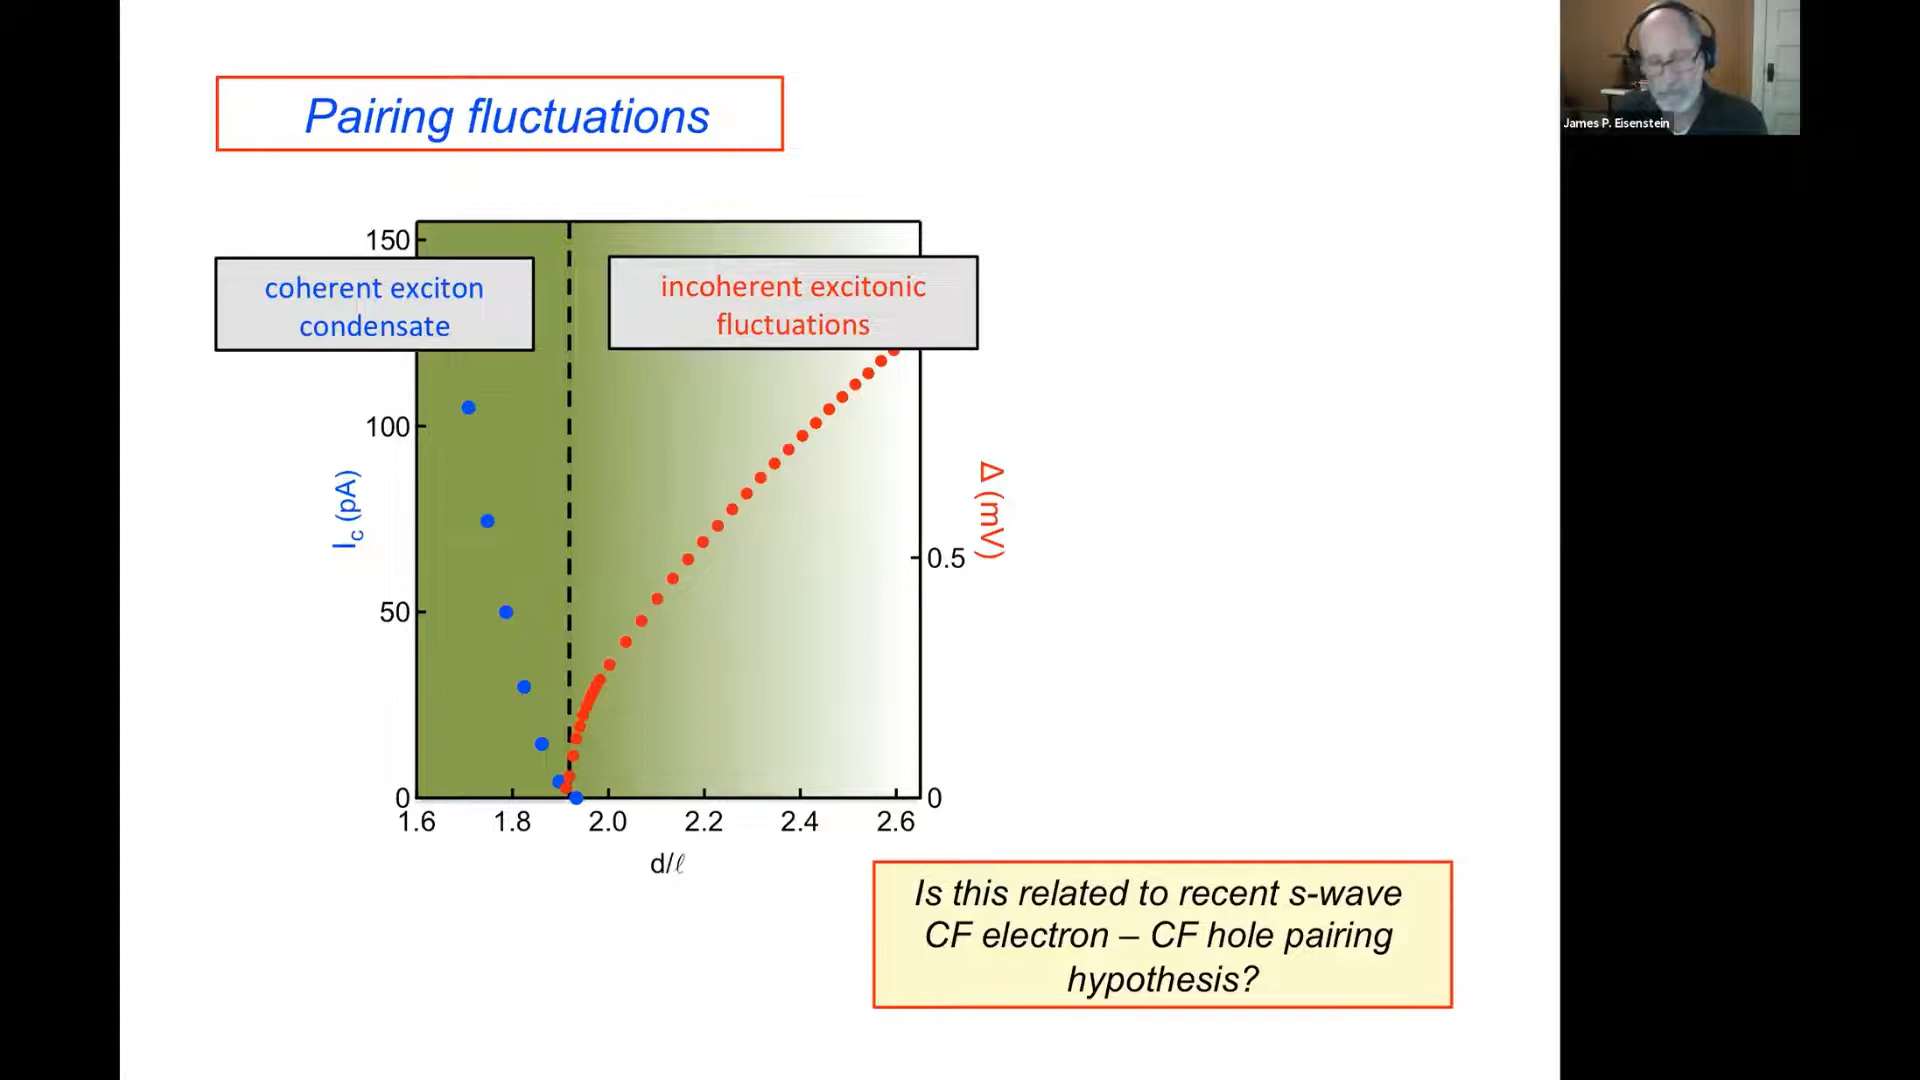 James P. Eisenstein
Pairing fluctuations
coherent exciton
condensate
incoherent excitonic
fluctuations
150
100
50
0
I_c (pA)
Δ (mV)
0.5
0
1.6 1.8 2.0 2.2 2.4 2.6
d/ℓ
Is this related to recent s-wave
CF electron – CF hole pairing
hypothesis?